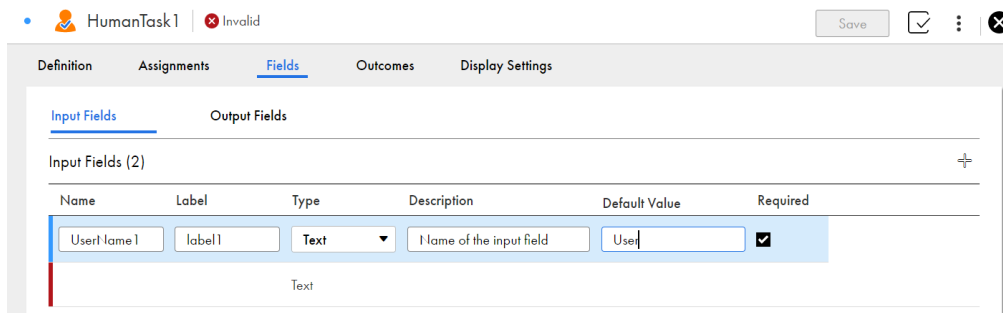 HumanTask1 Invalid Save
Definition Assignments Fields Outcomes Display Settings
Input Fields Output Fields
Input Fields (2)
Name Label Type Description Default Value Required
UserName1 label1 Text Name of the input field User
Text